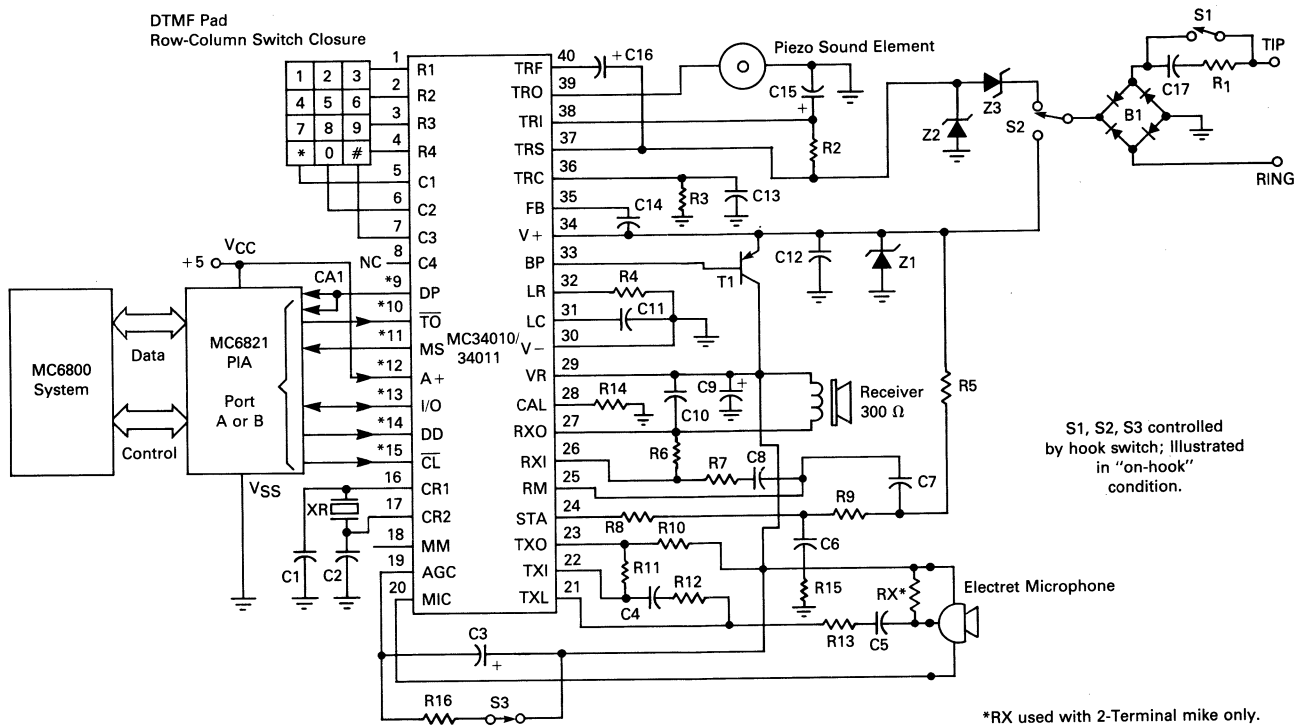 DTMF Pad
Row-Column Switch Closure
1 2 3
4 5 6
7 8 9
* 0 #
1 R1
2 R2
3 R3
4 R4
5 C1
6 C2
7 C3
8 C4
NC
*9 DP
*10 TO
*11 MS
*12 A+
*13 I/O
*14 DD
*15 CL
16 CR1
17 CR2
18 MM
19 AGC
20 MIC
MC34010/
34011
TRF 40
TRO 39
TRI 38
TRS 37
TRC 36
FB 35
V+ 34
BP 33
LR 32
LC 31
V− 30
VR 29
CAL 28
RXO 27
RXI 26
RM 25
STA 24
TXO 23
TXI 22
TXL 21
+5
VCC
CA1
MC6800
System
Data
Control
MC6821
PIA
Port
A or B
VSS
XR
C1
C2
C3
+
R16
S3
+ C16
Piezo Sound Element
C15
+
R2
R3
C13
C14
T1
C12
Z1
Z2
Z3
S2
S1
TIP
C17
R1
B1
RING
R4
C11
R14
C10
C9
+
Receiver
300 Ω
R5
R6
R7
C8
C7
R8
R9
R10
C6
R11
R15
C4
R12
RX*
Electret Microphone
R13
C5
S1, S2, S3 controlled
by hook switch; Illustrated
in "on-hook"
condition.
*RX used with 2-Terminal mike only.